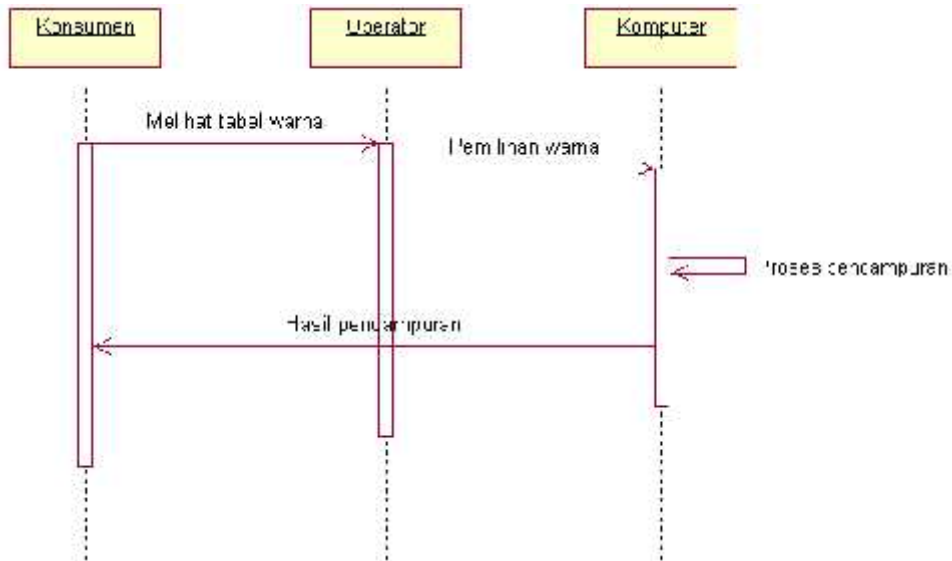 Konsumen
Operator
Komputer
Melihat tabel warna
Pemilihan warna
Proses pencampuran
Hasil pencampuran